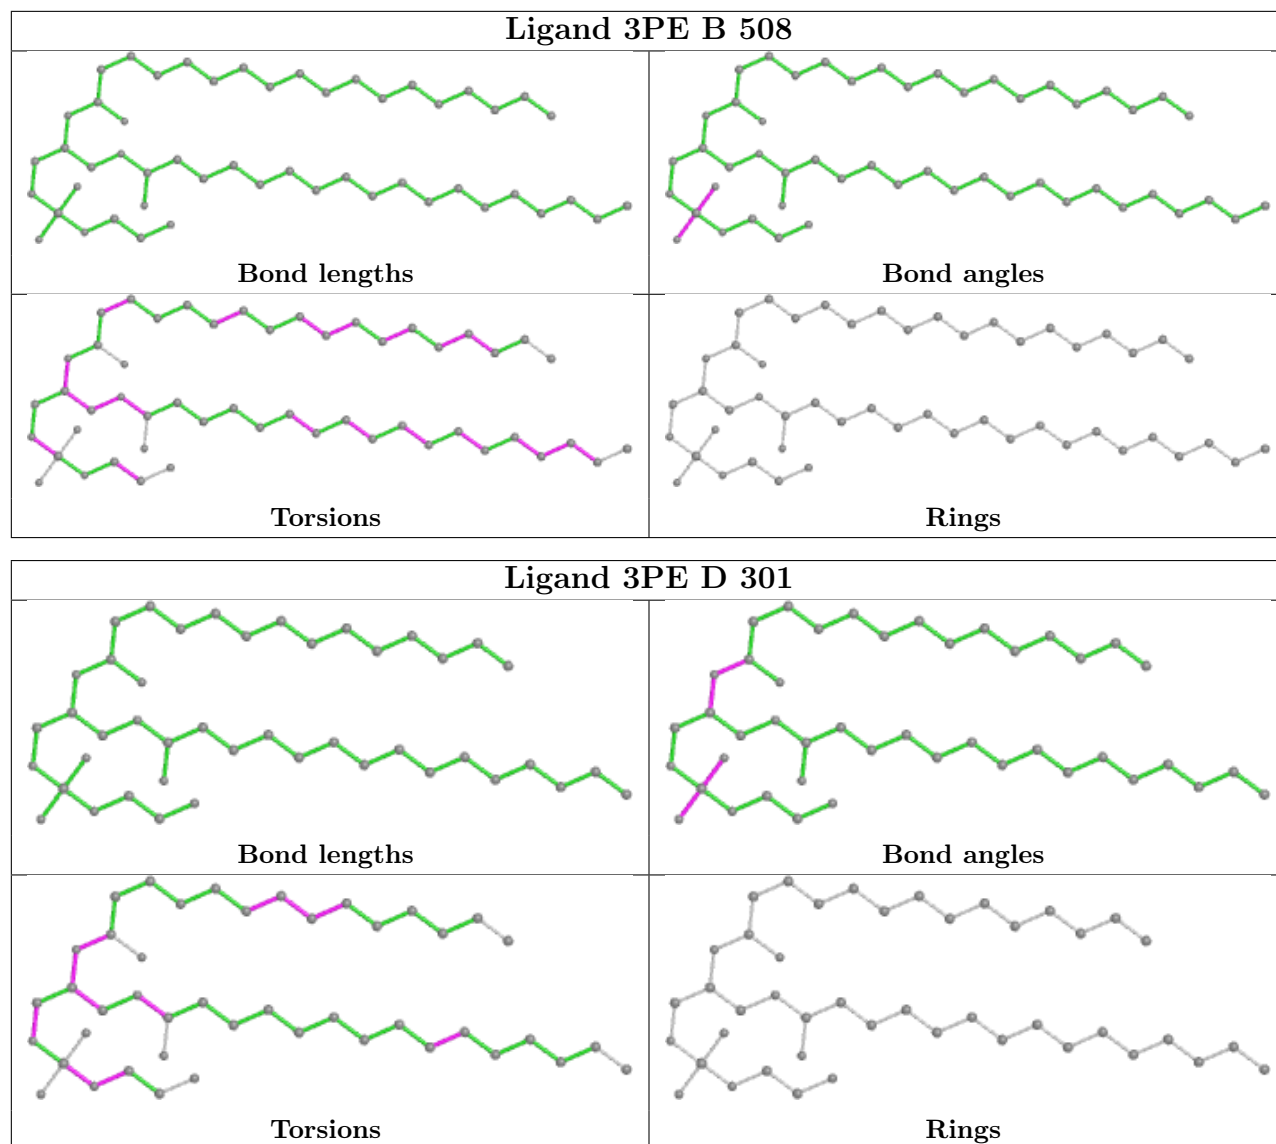 Ligand 3PE B 508
Bond lengths
Bond angles
Torsions
Rings
Ligand 3PE D 301
Bond lengths
Bond angles
Torsions
Rings